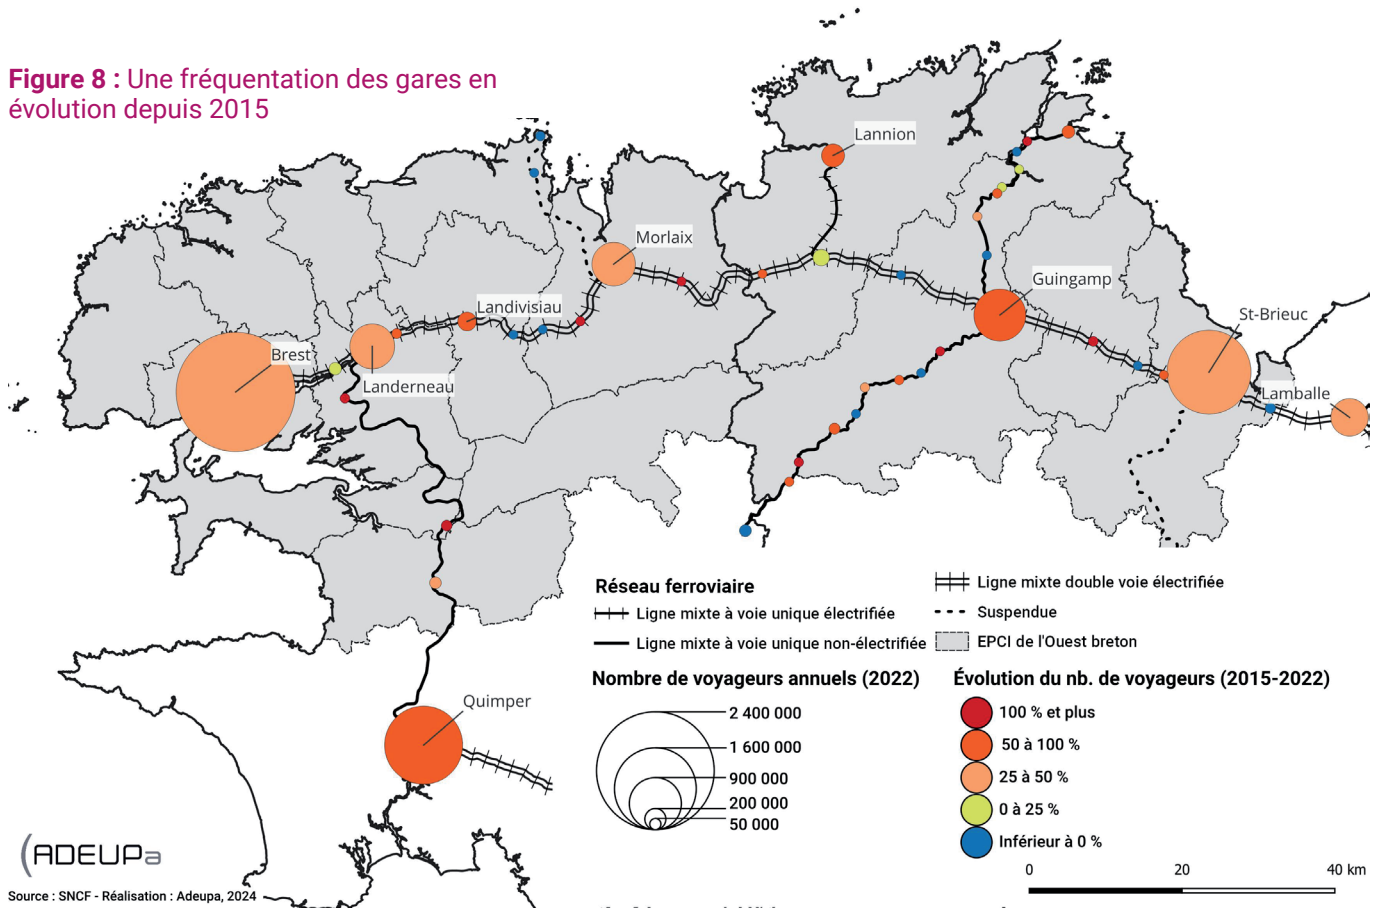 Figure 8 : Une fréquentation des gares en
évolution depuis 2015
Lannion
Morlaix
Guingamp
Landivisiau
St-Brieuc
Brest
Landerneau
Lamballe
Quimper
Réseau ferroviaire
Ligne mixte à voie unique électrifiée
Ligne mixte à voie unique non-électrifiée
Ligne mixte double voie électrifiée
Suspendue
EPCI de l'Ouest breton
Nombre de voyageurs annuels (2022)
2 400 000
1 600 000
900 000
200 000
50 000
Évolution du nb. de voyageurs (2015-2022)
100 % et plus
50 à 100 %
25 à 50 %
0 à 25 %
Inférieur à 0 %
0 20 40 km
ADEUPa
Source : SNCF - Réalisation : Adeupa, 2024